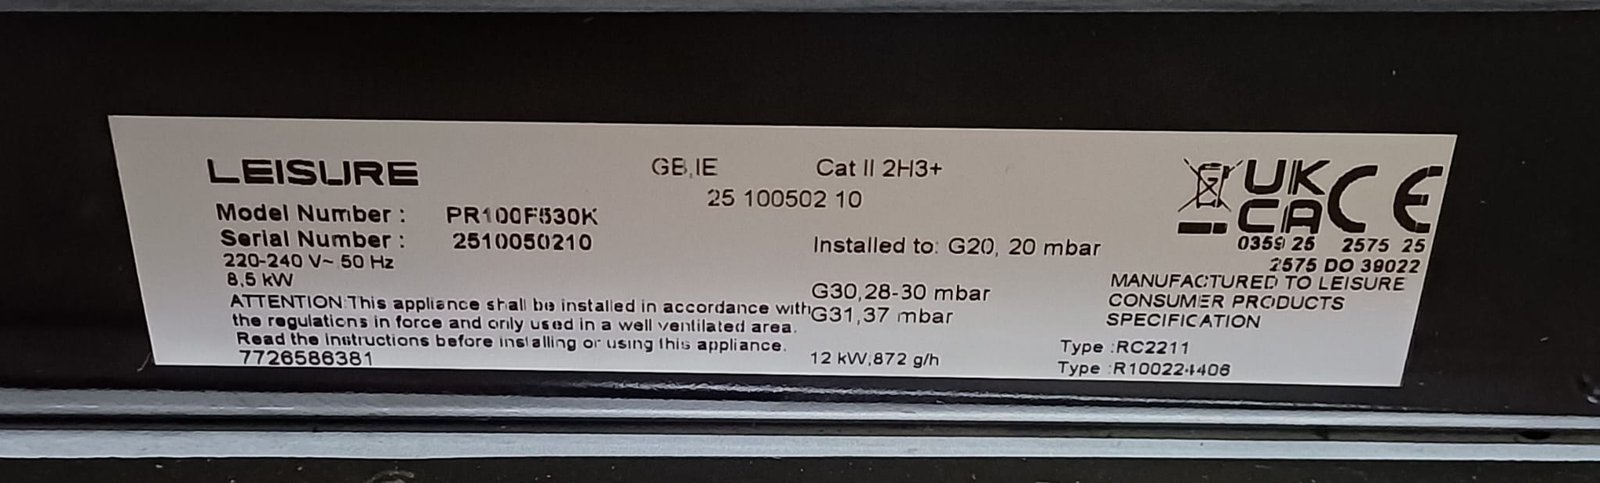 LEISURE
GB,IE
Cat II 2H3+
25 100502 10
UK
CA
CE
Model Number : PR100F530K
Serial Number : 2510050210
220-240 V~ 50 Hz
8,5 kW
Installed to: G20, 20 mbar
G30,28-30 mbar
G31,37 mbar
0359 25 2575 25
2575 DO 39022
MANUFACTURED TO LEISURE
CONSUMER PRODUCTS
SPECIFICATION
ATTENTION:This appliance shall be installed in accordance with
the regulations in force and only used in a well ventilated area.
Read the Instructions before installing or using this appliance.
7726586381
12 kW,872 g/h
Type :RC2211
Type :R100224406